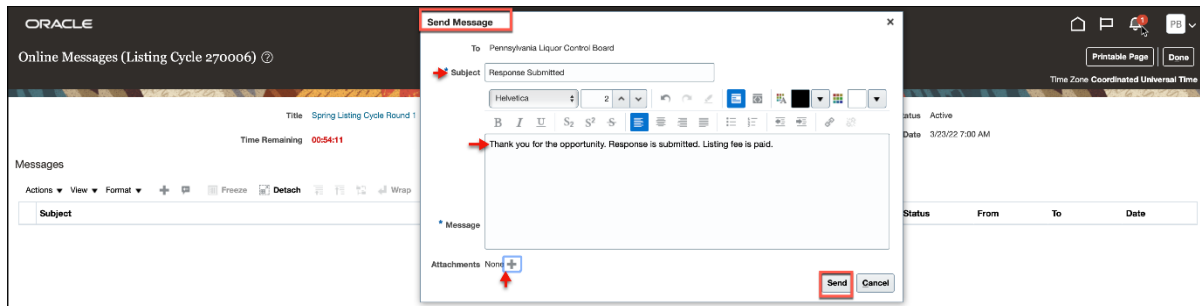 ORACLE
PB
Online Messages (Listing Cycle 270006)
Printable Page
Done
Time Zone Coordinated Universal Time
Title Spring Listing Cycle Round 1
Time Remaining 00:54:11
atus Active
Date 3/23/22 7:00 AM
Messages
Actions View Format Freeze Detach Wrap
Subject
Status From To Date
Send Message
To Pennsylvania Liquor Control Board
* Subject Response Submitted
Helvetica 2
B I U S2 S2 S
Thank you for the opportunity. Response is submitted. Listing fee is paid.
* Message
Attachments None
Send Cancel